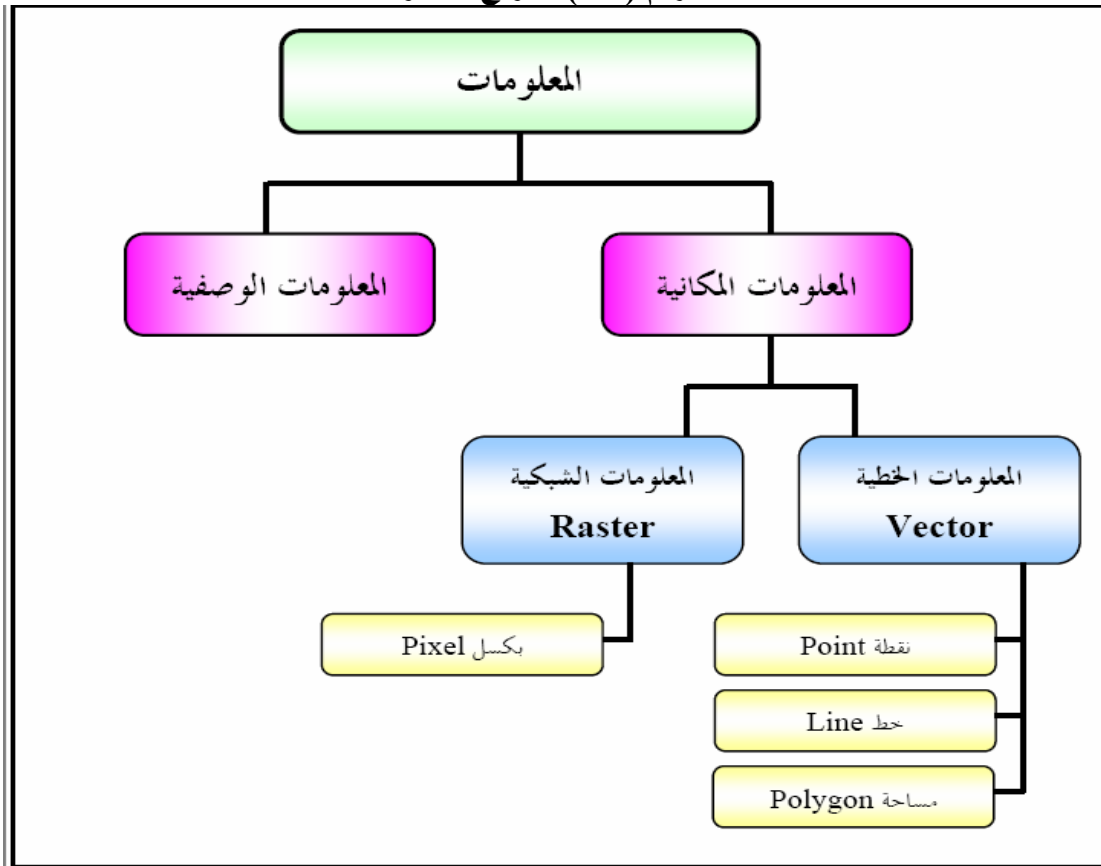 المعلومات
المعلومات المكانية
المعلومات الوصفية
المعلومات الخطية
Vector
المعلومات الشبكية
Raster
نقطة Point
خط Line
مساحة Polygon
بكسل Pixel